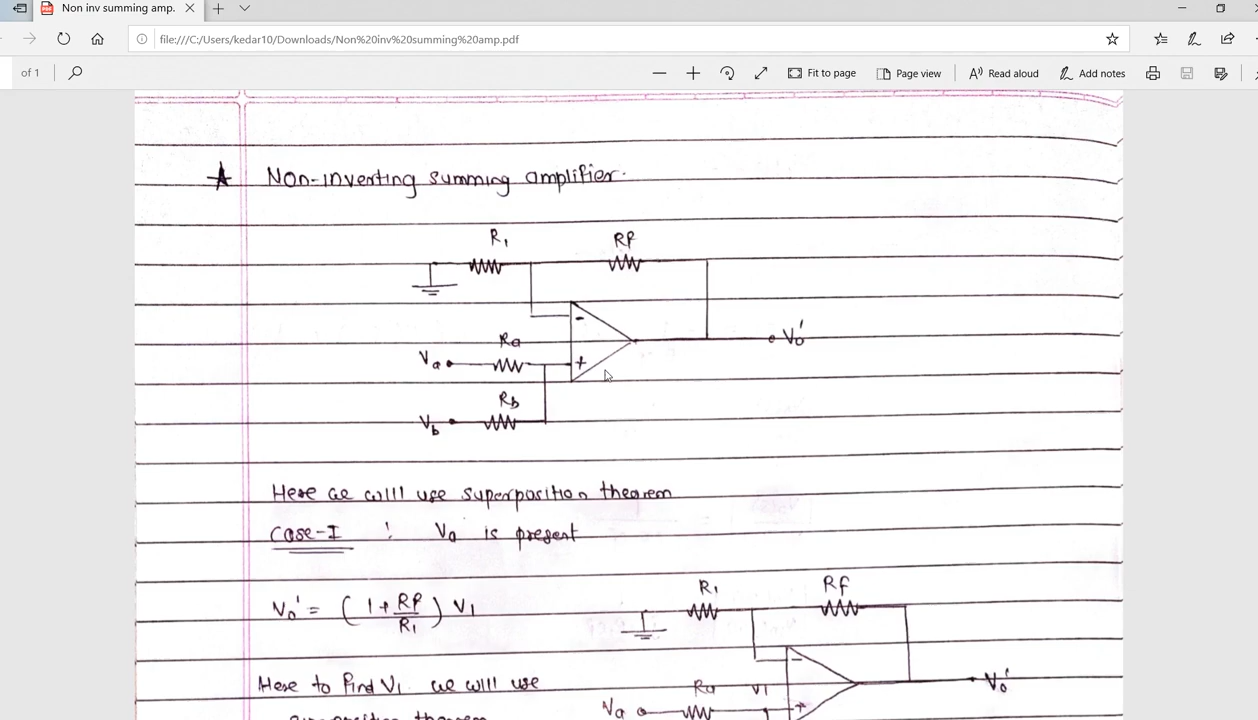 Non inv summing amp.
file:///C:/Users/kedar10/Downloads/Non%20inv%20summing%20amp.pdf
of 1
Fit to page
Page view
Read aloud
Add notes
Non-inverting summing amplifier.
R1 Rf
-
Vo'
Ra
Va +
Rb
Vb
Here we willl use superposition theorem
Case-I : Va is present
Vo' = (1+Rf/R1) V1
R1 Rf
-
Here to find V1 we will use
Vo'
Ra V1
Va +